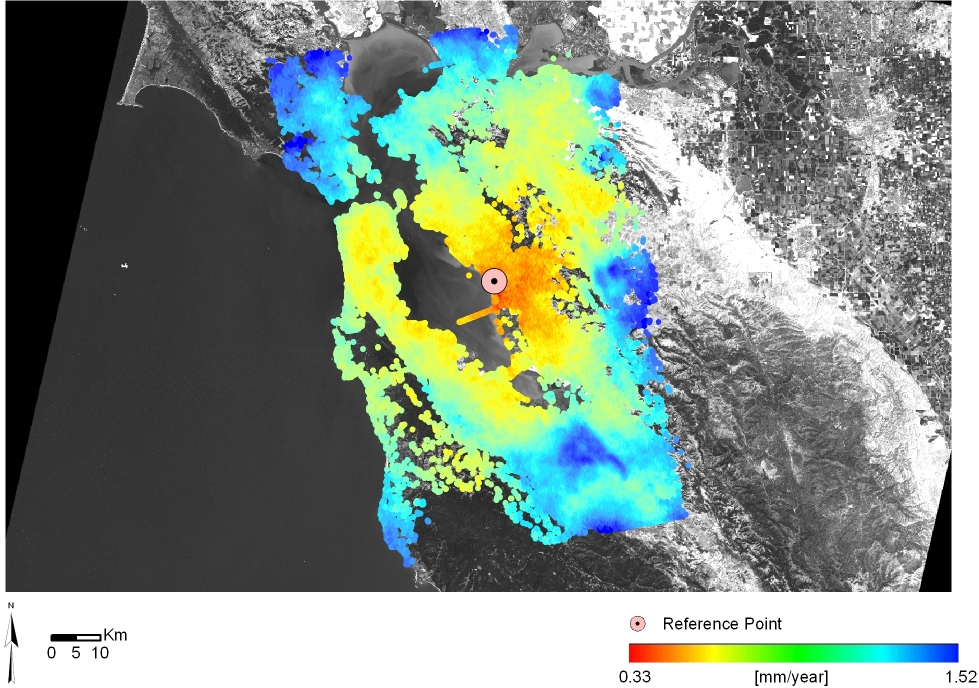 N
Km
0 5 10
Reference Point
0.33 [mm/year] 1.52